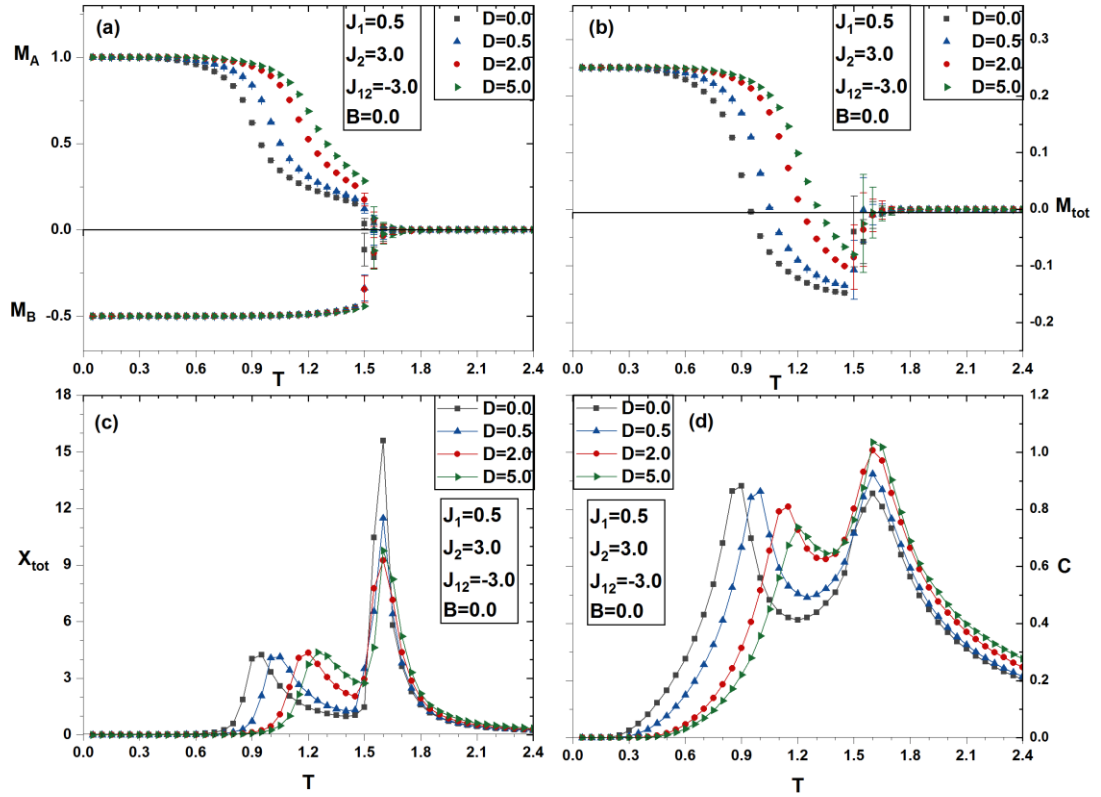 (a)
J1=0.5
J2=3.0
J12=-3.0
B=0.0
D=0.0
D=0.5
D=2.0
D=5.0
MA
1.0
0.5
0.0
MB
-0.5
0.0 0.3 0.6 0.9 1.2 1.5 1.8 2.1 2.4
T
(b)
J1=0.5
J2=3.0
J12=-3.0
B=0.0
D=0.0
D=0.5
D=2.0
D=5.0
0.3
0.2
0.1
0.0
Mtot
-0.1
-0.2
0.0 0.3 0.6 0.9 1.2 1.5 1.8 2.1 2.4
T
(c)
D=0.0
D=0.5
D=2.0
D=5.0
J1=0.5
J2=3.0
J12=-3.0
B=0.0
18
15
12
9
6
3
0
Xtot
0.0 0.3 0.6 0.9 1.2 1.5 1.8 2.1 2.4
T
D=0.0
D=0.5
D=2.0
D=5.0
(d)
J1=0.5
J2=3.0
J12=-3.0
B=0.0
1.2
1.0
0.8
0.6
0.4
0.2
0.0
C
0.0 0.3 0.6 0.9 1.2 1.5 1.8 2.1 2.4
T